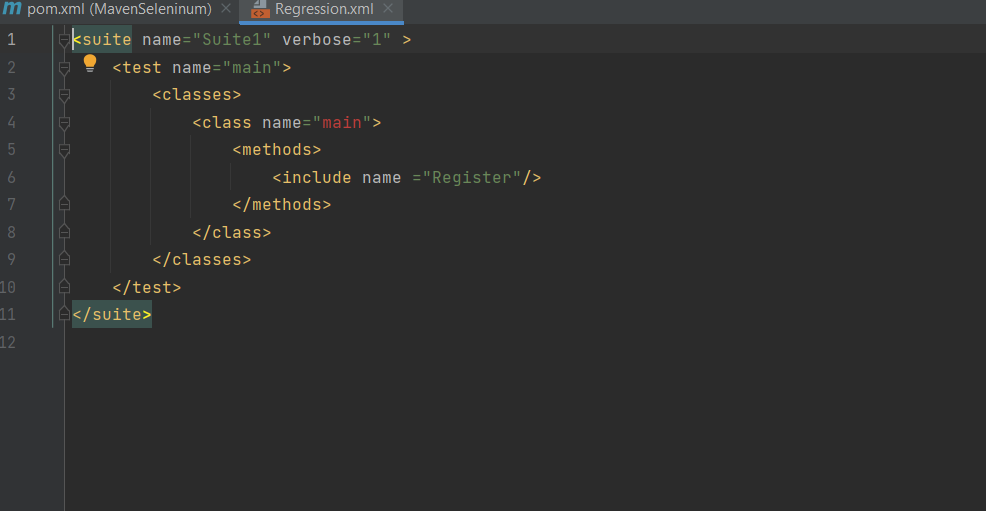 m pom.xml (MavenSeleninum) Regression.xml
1 <suite name="Suite1" verbose="1" >
2 <test name="main">
3 <classes>
4 <class name="main">
5 <methods>
6 <include name ="Register"/>
7 </methods>
8 </class>
9 </classes>
10 </test>
11 </suite>
12